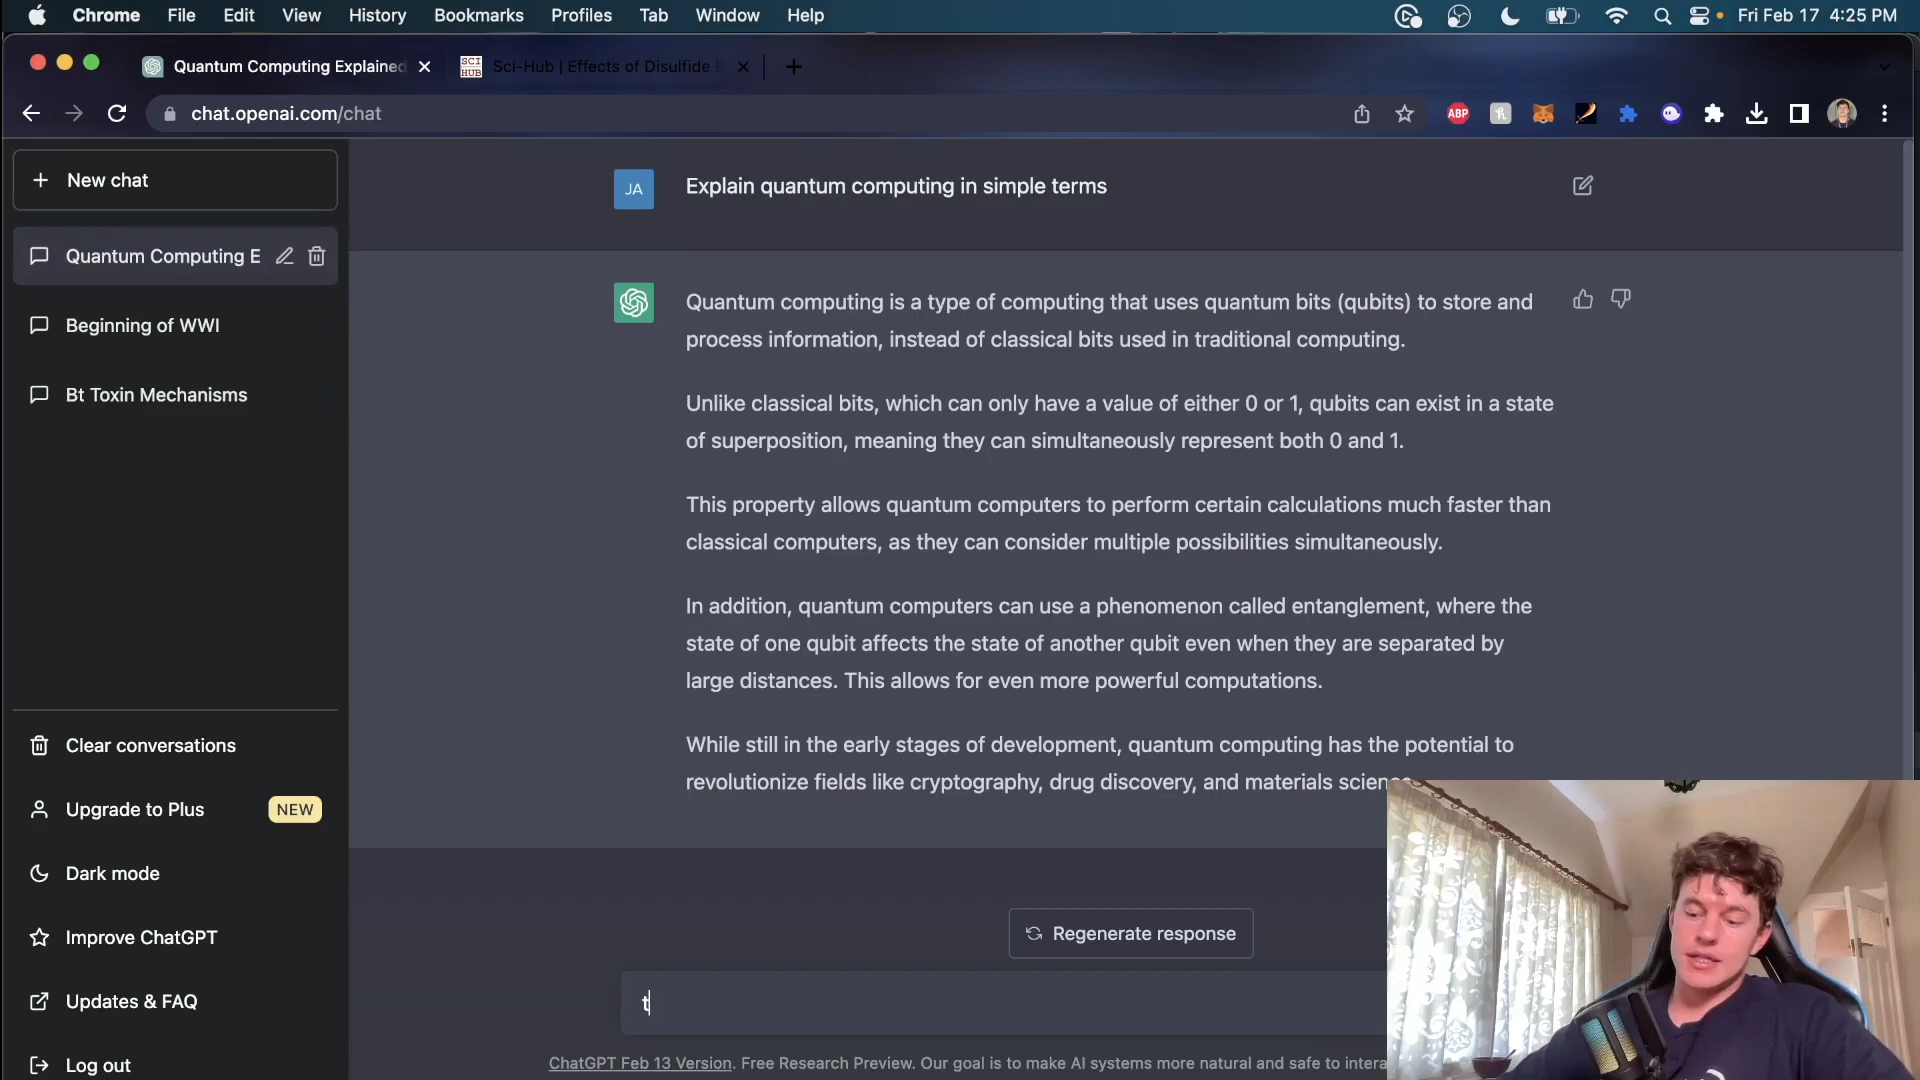 Chrome File Edit View History Bookmarks Profiles Tab Window Help Fri Feb 17 4:25 PM
Quantum Computing Explained SCI HUB Sci-Hub | Effects of Disulfide
chat.openai.com/chat ABP
New chat
Quantum Computing E
Beginning of WWI
Bt Toxin Mechanisms
Clear conversations
Upgrade to Plus NEW
Dark mode
Improve ChatGPT
Updates & FAQ
Log out
JA Explain quantum computing in simple terms
Quantum computing is a type of computing that uses quantum bits (qubits) to store and
process information, instead of classical bits used in traditional computing.
Unlike classical bits, which can only have a value of either 0 or 1, qubits can exist in a state
of superposition, meaning they can simultaneously represent both 0 and 1.
This property allows quantum computers to perform certain calculations much faster than
classical computers, as they can consider multiple possibilities simultaneously.
In addition, quantum computers can use a phenomenon called entanglement, where the
state of one qubit affects the state of another qubit even when they are separated by
large distances. This allows for even more powerful computations.
While still in the early stages of development, quantum computing has the potential to
revolutionize fields like cryptography, drug discovery, and materials science
Regenerate response
t
ChatGPT Feb 13 Version. Free Research Preview. Our goal is to make AI systems more natural and safe to intera